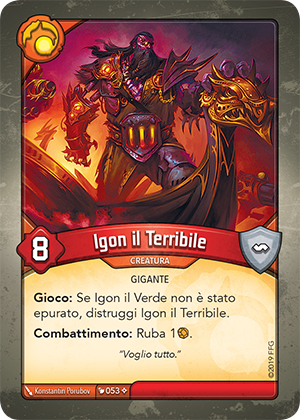 Igon il Terribile
8
CREATURA
GIGANTE
Gioco: Se Igon il Verde non è stato
epurato, distruggi Igon il Terribile.
Combattimento: Ruba 1.
"Voglio tutto."
Konstantin Porubov
053
©2019 FFG